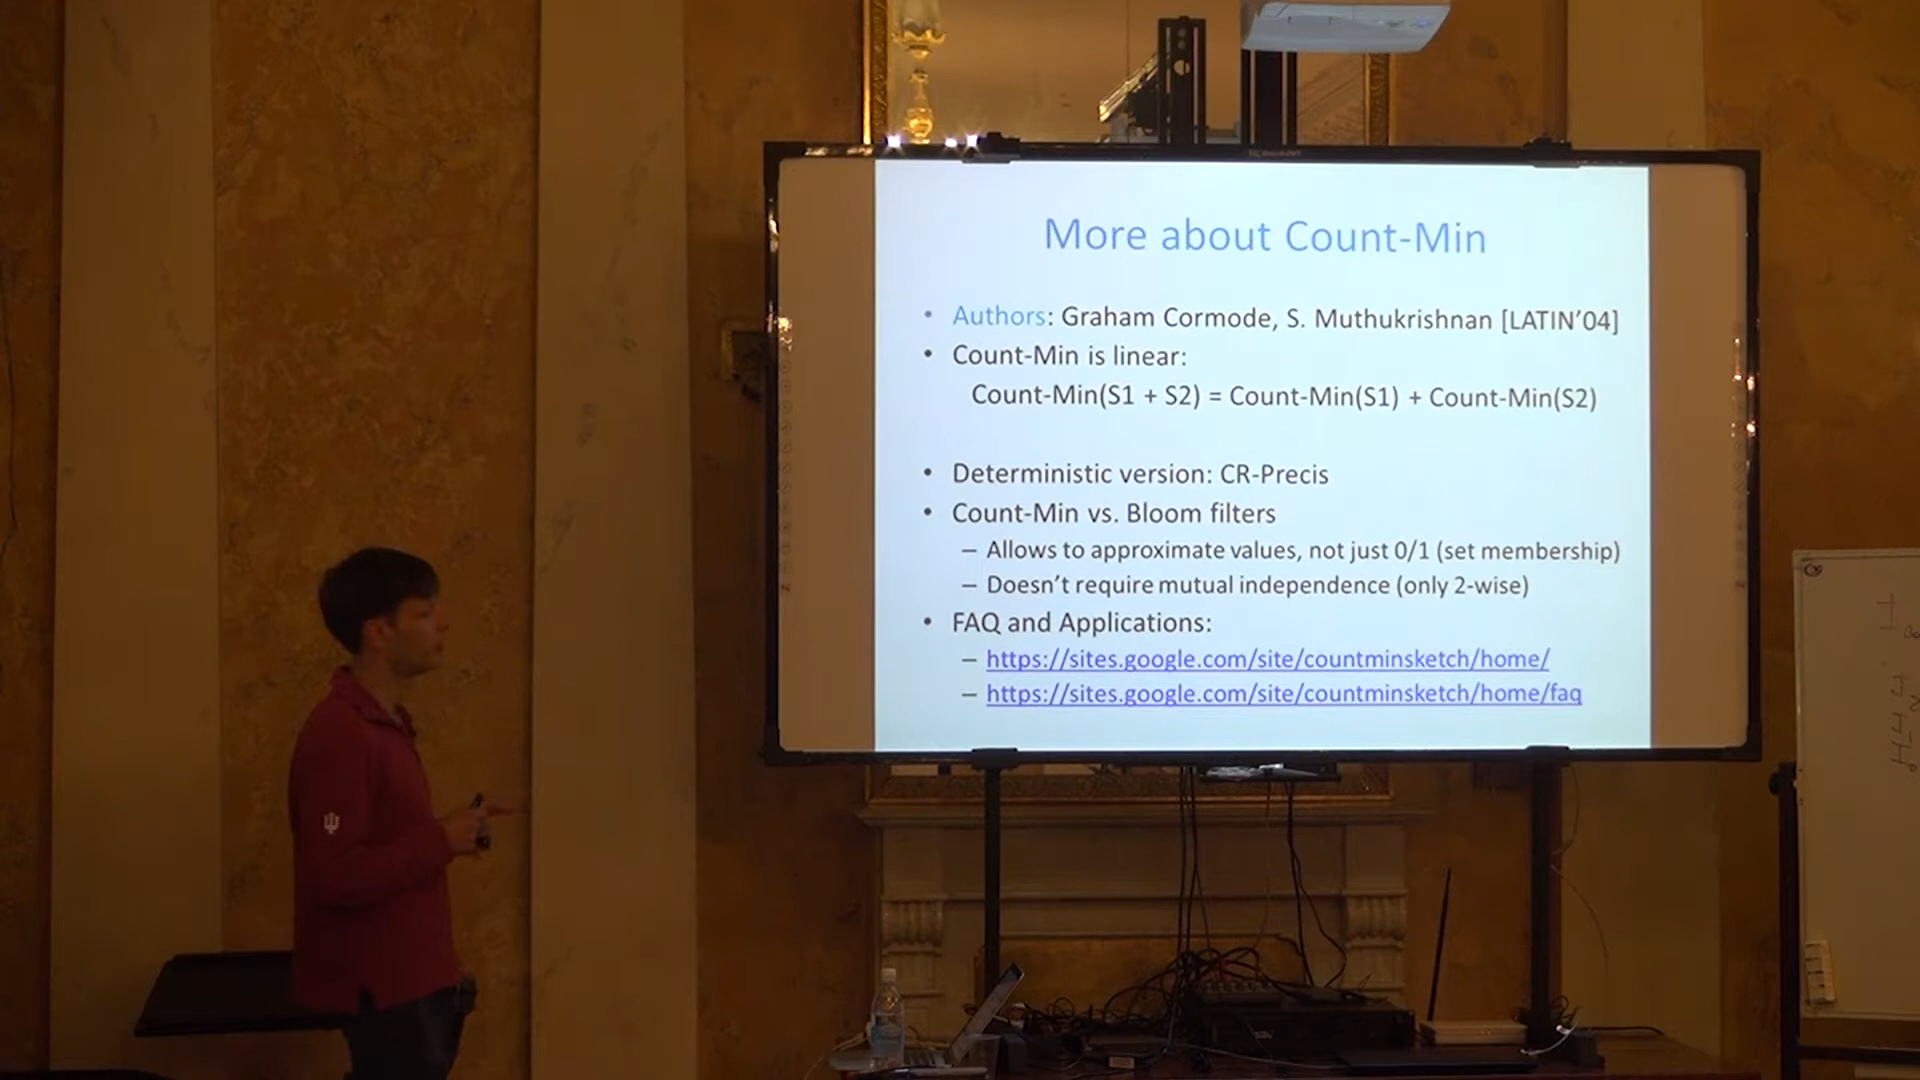 More about Count-Min
• Authors: Graham Cormode, S. Muthukrishnan [LATIN’04]
• Count-Min is linear:
Count-Min(S1 + S2) = Count-Min(S1) + Count-Min(S2)
• Deterministic version: CR-Precis
• Count-Min vs. Bloom filters
– Allows to approximate values, not just 0/1 (set membership)
– Doesn’t require mutual independence (only 2-wise)
• FAQ and Applications:
– https://sites.google.com/site/countminsketch/home/
– https://sites.google.com/site/countminsketch/home/faq